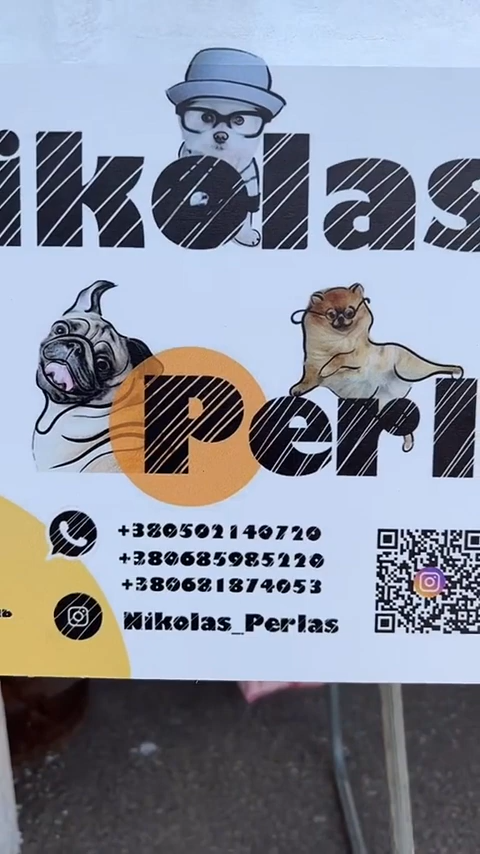 ikolas
Perl
+380502140720
+380685985220
+380681874053
Nikolas_Perlas